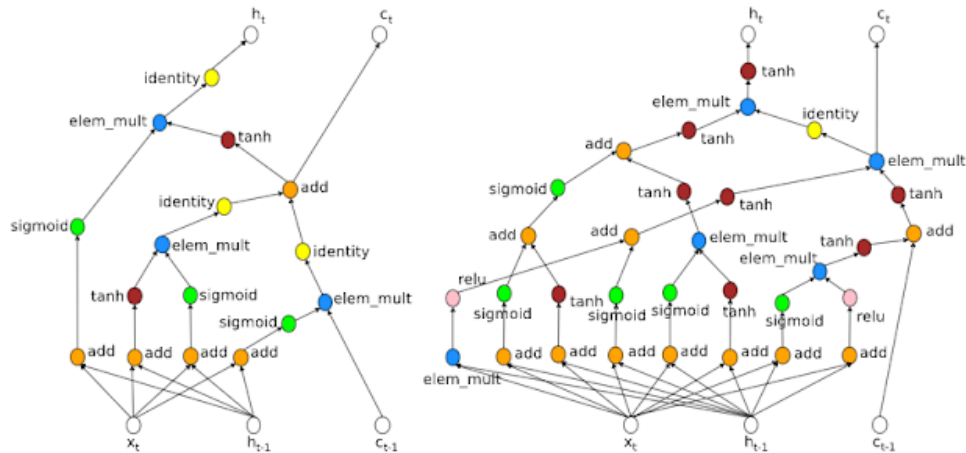 h_t c_t h_t c_t
identity tanh
elem_mult elem_mult identity
tanh add tanh elem_mult
identity add sigmoid tanh tanh tanh
sigmoid elem_mult identity add add elem_mult tanh add
relu elem_mult
tanh sigmoid elem_mult sigmoid tanh sigmoid sigmoid tanh sigmoid relu
sigmoid
add add add add add add add add add add add
elem_mult
x_t h_t-1 c_t-1 x_t h_t-1 c_t-1